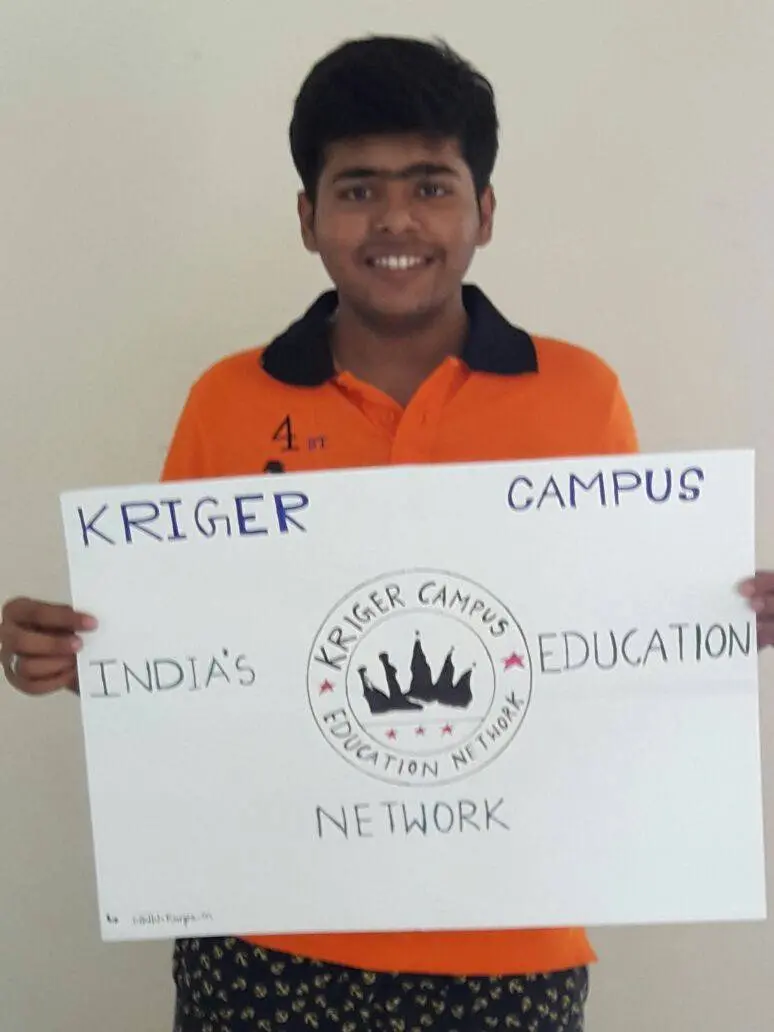 4
KRIGER CAMPUS
KRIGER CAMPUS
INDIA'S EDUCATION
EDUCATION NETWORK
NETWORK